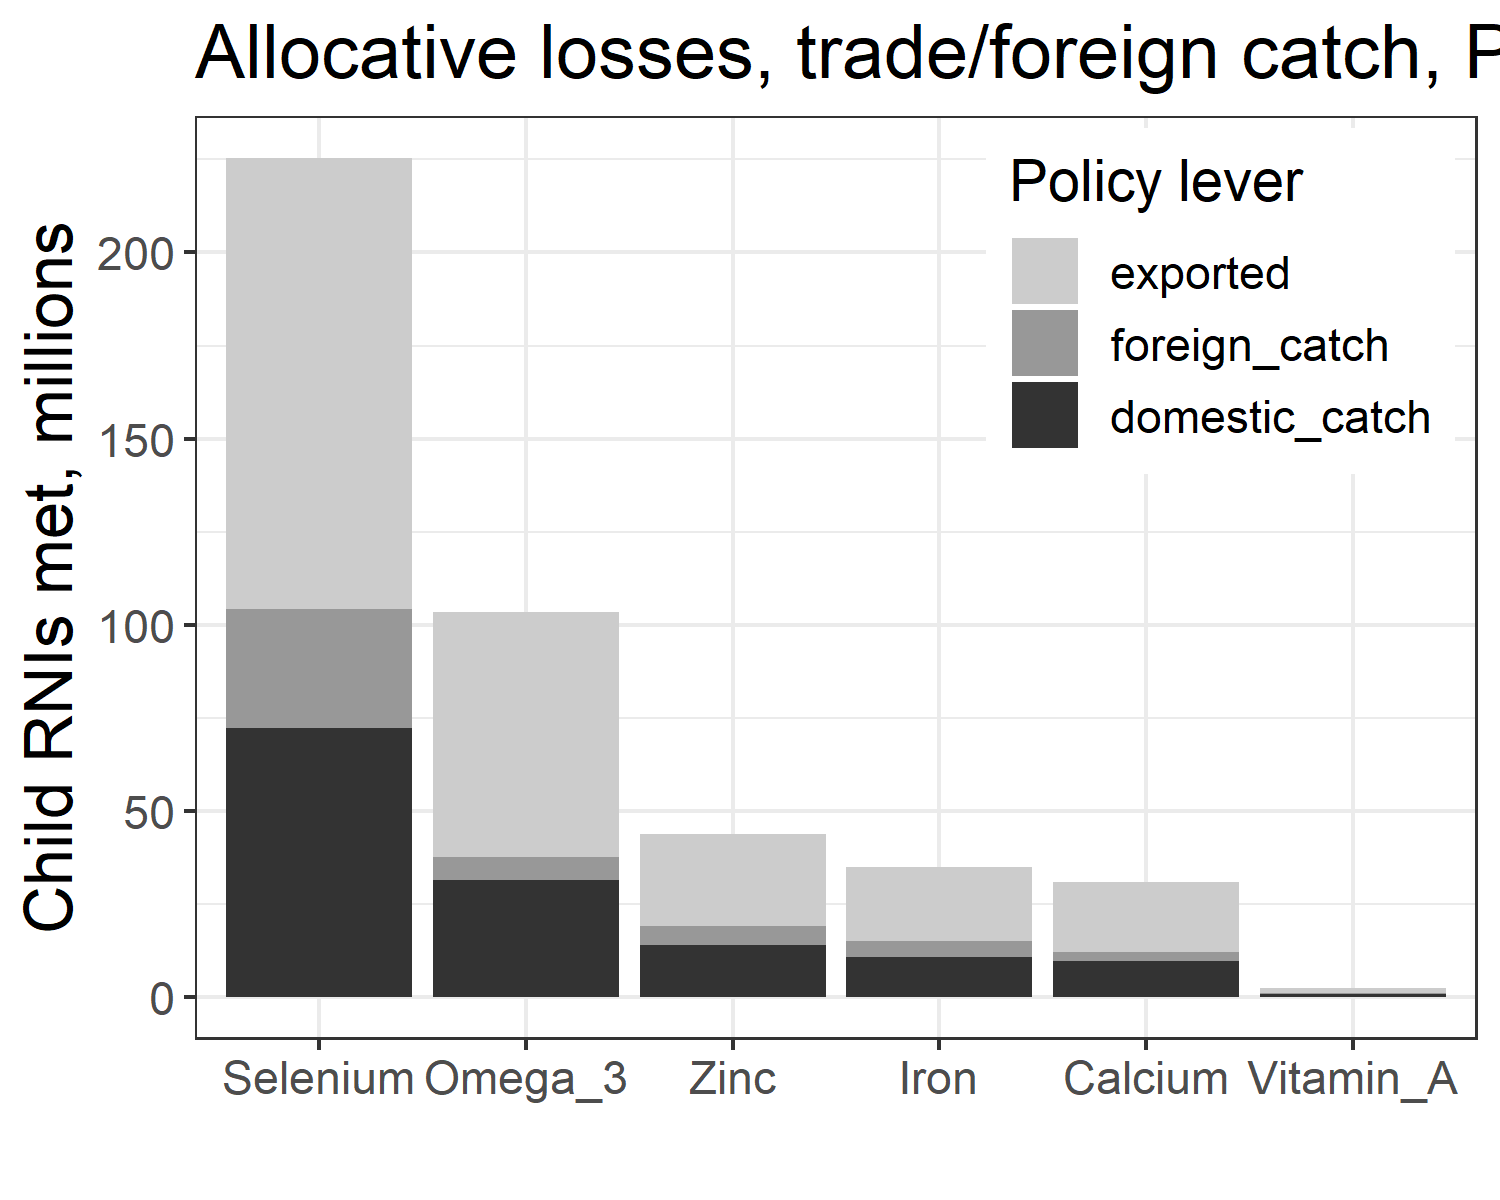 Allocative losses, trade/foreign catch, P
Child RNIs met, millions
200
150
100
50
0
Policy lever
exported
foreign_catch
domestic_catch
Selenium Omega_3 Zinc Iron Calcium Vitamin_A